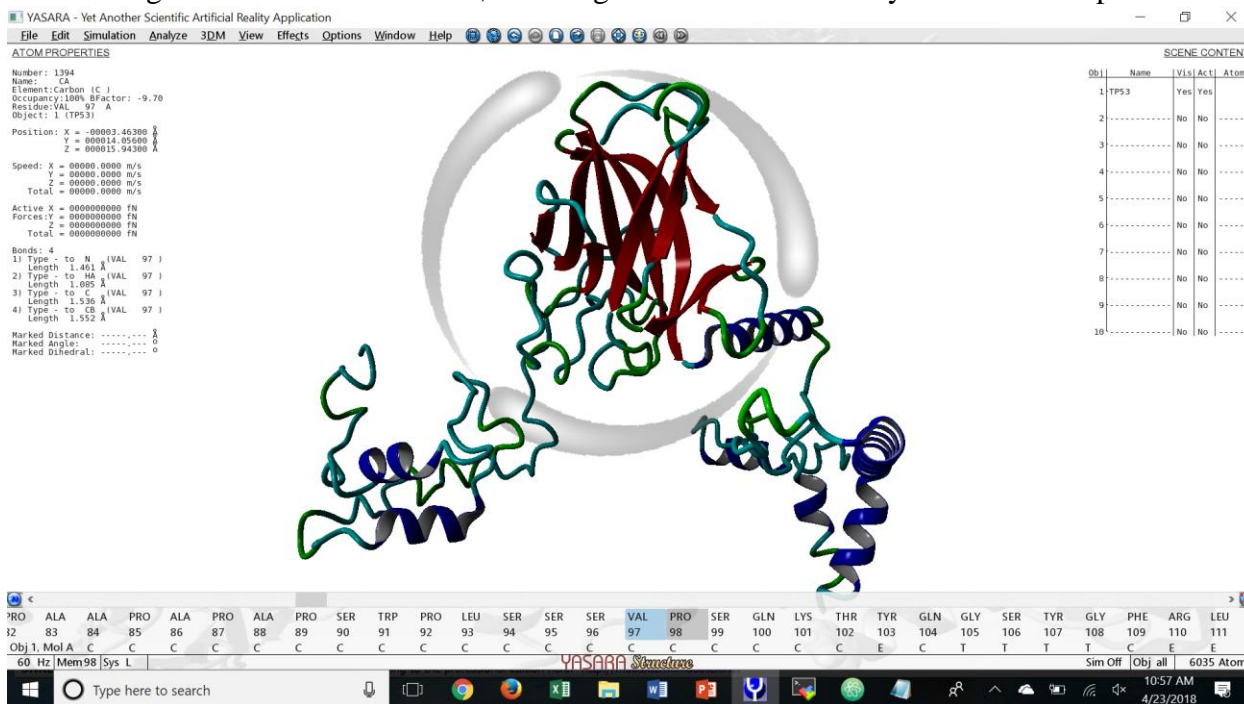 YASARA - Yet Another Scientific Artificial Reality Application
File Edit Simulation Analyze 3DM View Effects Options Window Help
ATOM PROPERTIES
Number: 1394
Name: CA
Element:Carbon (C )
Occupancy:100% BFactor: -9.70
Residue:VAL 97 A
Object: 1 (TP53)
Position: X = -00003.46300 Å
Y = 000014.05600 Å
Z = 000015.94300 Å
Speed: X = 00000.0000 m/s
Y = 00000.0000 m/s
Z = 00000.0000 m/s
Total = 00000.0000 m/s
Active X = 0000000000 fN
Forces:Y = 0000000000 fN
Z = 0000000000 fN
Total = 0000000000 fN
Bonds: 4
1) Type - to N (VAL 97 )
Length 1.461 Å
2) Type - to HA (VAL 97 )
Length 1.085 Å
3) Type - to C (VAL 97 )
Length 1.536 Å
4) Type - to CB (VAL 97 )
Length 1.552 Å
Marked Distance: -----,--- Å
Marked Angle: -----,--- o
Marked Dihedral: -----,--- o
SCENE CONTENT
Obj Name Vis Act Atom
1 TP53 Yes Yes
2 ------------ No No ----
3 ------------ No No ----
4 ------------ No No ----
5 ------------ No No ----
6 ------------ No No ----
7 ------------ No No ----
8 ------------ No No ----
9 ------------ No No ----
10 ------------ No No ----
PRO ALA ALA PRO ALA PRO ALA PRO SER TRP PRO LEU SER SER SER VAL PRO SER GLN LYS THR TYR GLN GLY SER TYR GLY PHE ARG LEU
82 83 84 85 86 87 88 89 90 91 92 93 94 95 96 97 98 99 100 101 102 103 104 105 106 107 108 109 110 111
Obj 1, Mol A C C C C C C C C C C C C C C C C C C C C E C T T T T C E E
60 Hz Mem98 Sys L YASARA Structure Sim Off Obj all 6035 Atom
Type here to search
10:57 AM
4/23/2018